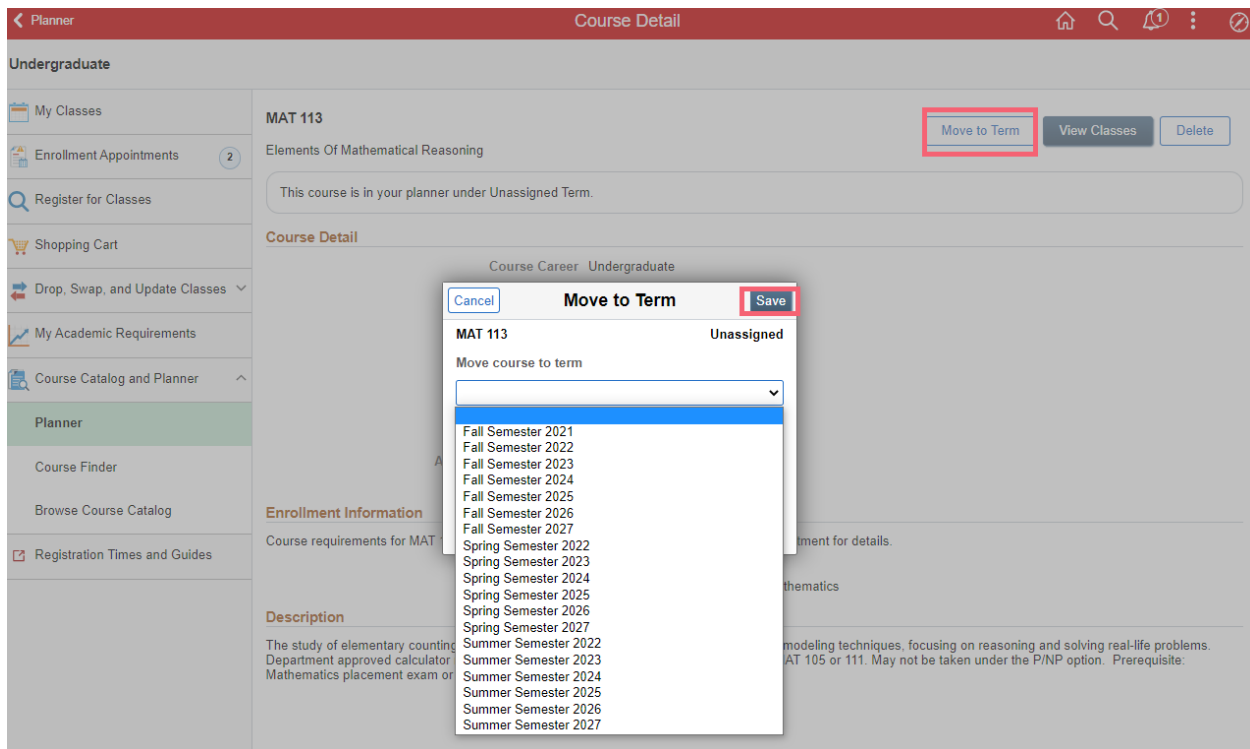 Planner
Course Detail
1
Undergraduate
My Classes
Enrollment Appointments 2
Register for Classes
Shopping Cart
Drop, Swap, and Update Classes
My Academic Requirements
Course Catalog and Planner
Planner
Course Finder
Browse Course Catalog
Registration Times and Guides
MAT 113
Move to Term
View Classes
Delete
Elements Of Mathematical Reasoning
This course is in your planner under Unassigned Term.
Course Detail
Course Career Undergraduate
Cancel
Move to Term
Save
MAT 113
Unassigned
Move course to term
Fall Semester 2021
Fall Semester 2022
Fall Semester 2023
Fall Semester 2024
Fall Semester 2025
Fall Semester 2026
Fall Semester 2027
Spring Semester 2022
Spring Semester 2023
Spring Semester 2024
Spring Semester 2025
Spring Semester 2026
Spring Semester 2027
Summer Semester 2022
Summer Semester 2023
Summer Semester 2024
Summer Semester 2025
Summer Semester 2026
Summer Semester 2027
A
Enrollment Information
Course requirements for MAT
for details.
Description
The study of elementary counting
modeling techniques, focusing on reasoning and solving real-life problems.
Department approved calculator
105 or 111. May not be taken under the P/NP option. Prerequisite:
Mathematics placement exam or